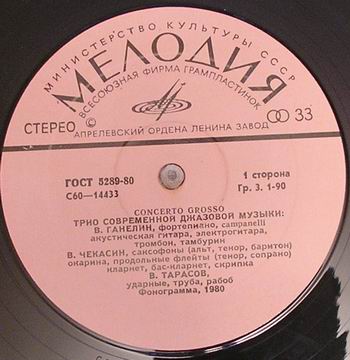 МИНИСТЕРСТВО КУЛЬТУРЫ СССР
МЕЛОДИЯ
ВСЕСОЮЗНАЯ ФИРМА ГРАМПЛАСТИНОК
СТЕРЕО
33
АПРЕЛЕВСКИЙ ОРДЕНА ЛЕНИНА ЗАВОД
ГОСТ 5289-80
С60—14433
1 сторона
Гр. 3. 1-90
CONCERTO GROSSO
ТРИО СОВРЕМЕННОЙ ДЖАЗОВОЙ МУЗЫКИ:
В. ГАНЕЛИН, фортепиано, campanelli
акустическая гитара, электрогитара,
тромбон, тамбурин
В. ЧЕКАСИН, саксофоны (альт, тенор, баритон)
окарина, продольные флейты (тенор, сопрано)
кларнет, бас-кларнет, скрипка
В. ТАРАСОВ,
ударные, труба, рабоб
Фонограмма, 1980